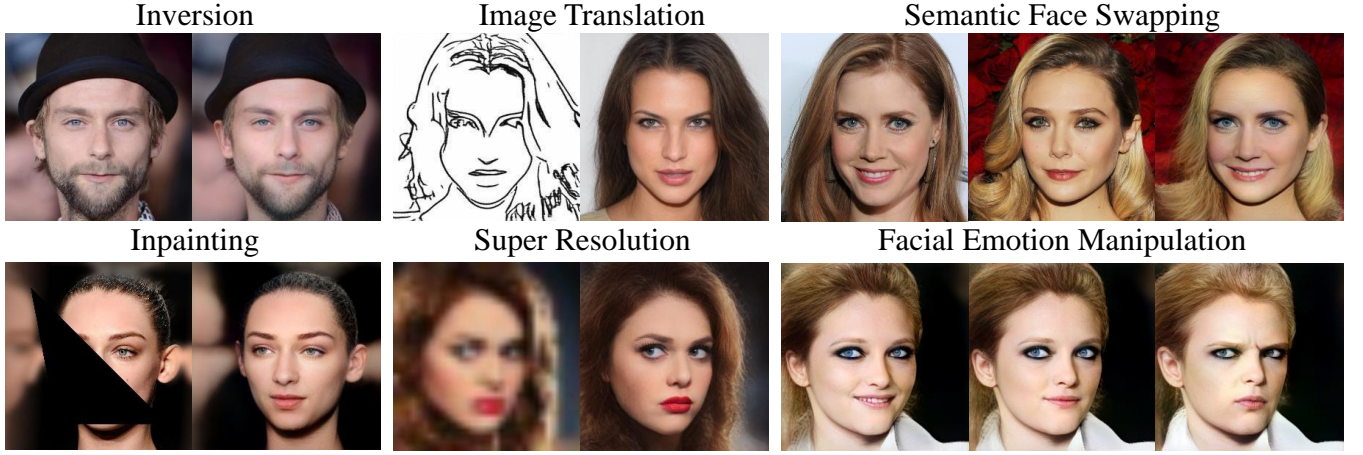 Inversion
Image Translation
Semantic Face Swapping
Inpainting
Super Resolution
Facial Emotion Manipulation